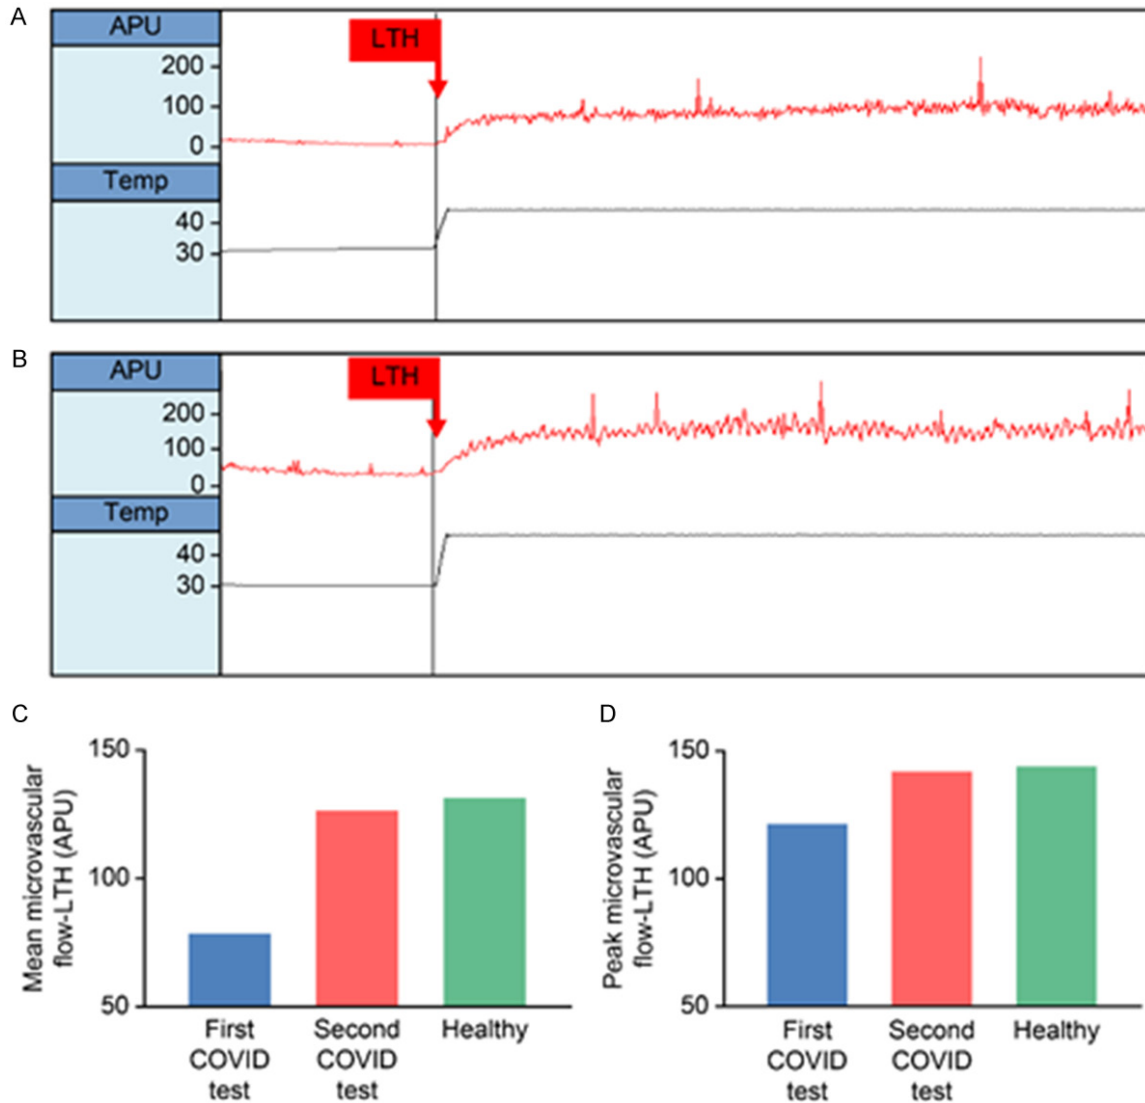 A
APU
LTH
200
100
0
Temp
40
30
B
APU
LTH
200
100
0
Temp
40
30
C
150
100
50
Mean microvascular
flow-LTH (APU)
First
COVID
test
Second
COVID
test
Healthy
D
150
100
50
Peak microvascular
flow-LTH (APU)
First
COVID
test
Second
COVID
test
Healthy